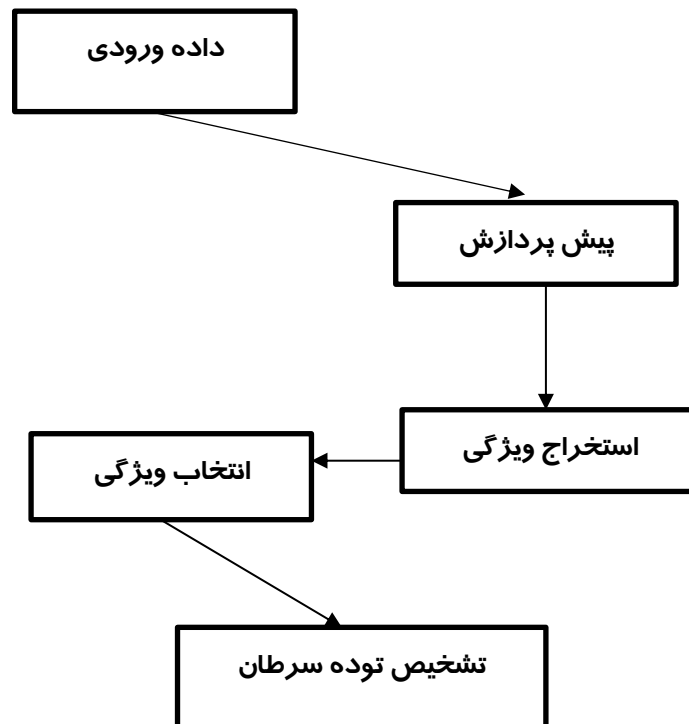 داده ورودی
پیش پردازش
استخراج ویژگی
انتخاب ویژگی
تشخیص توده سرطان